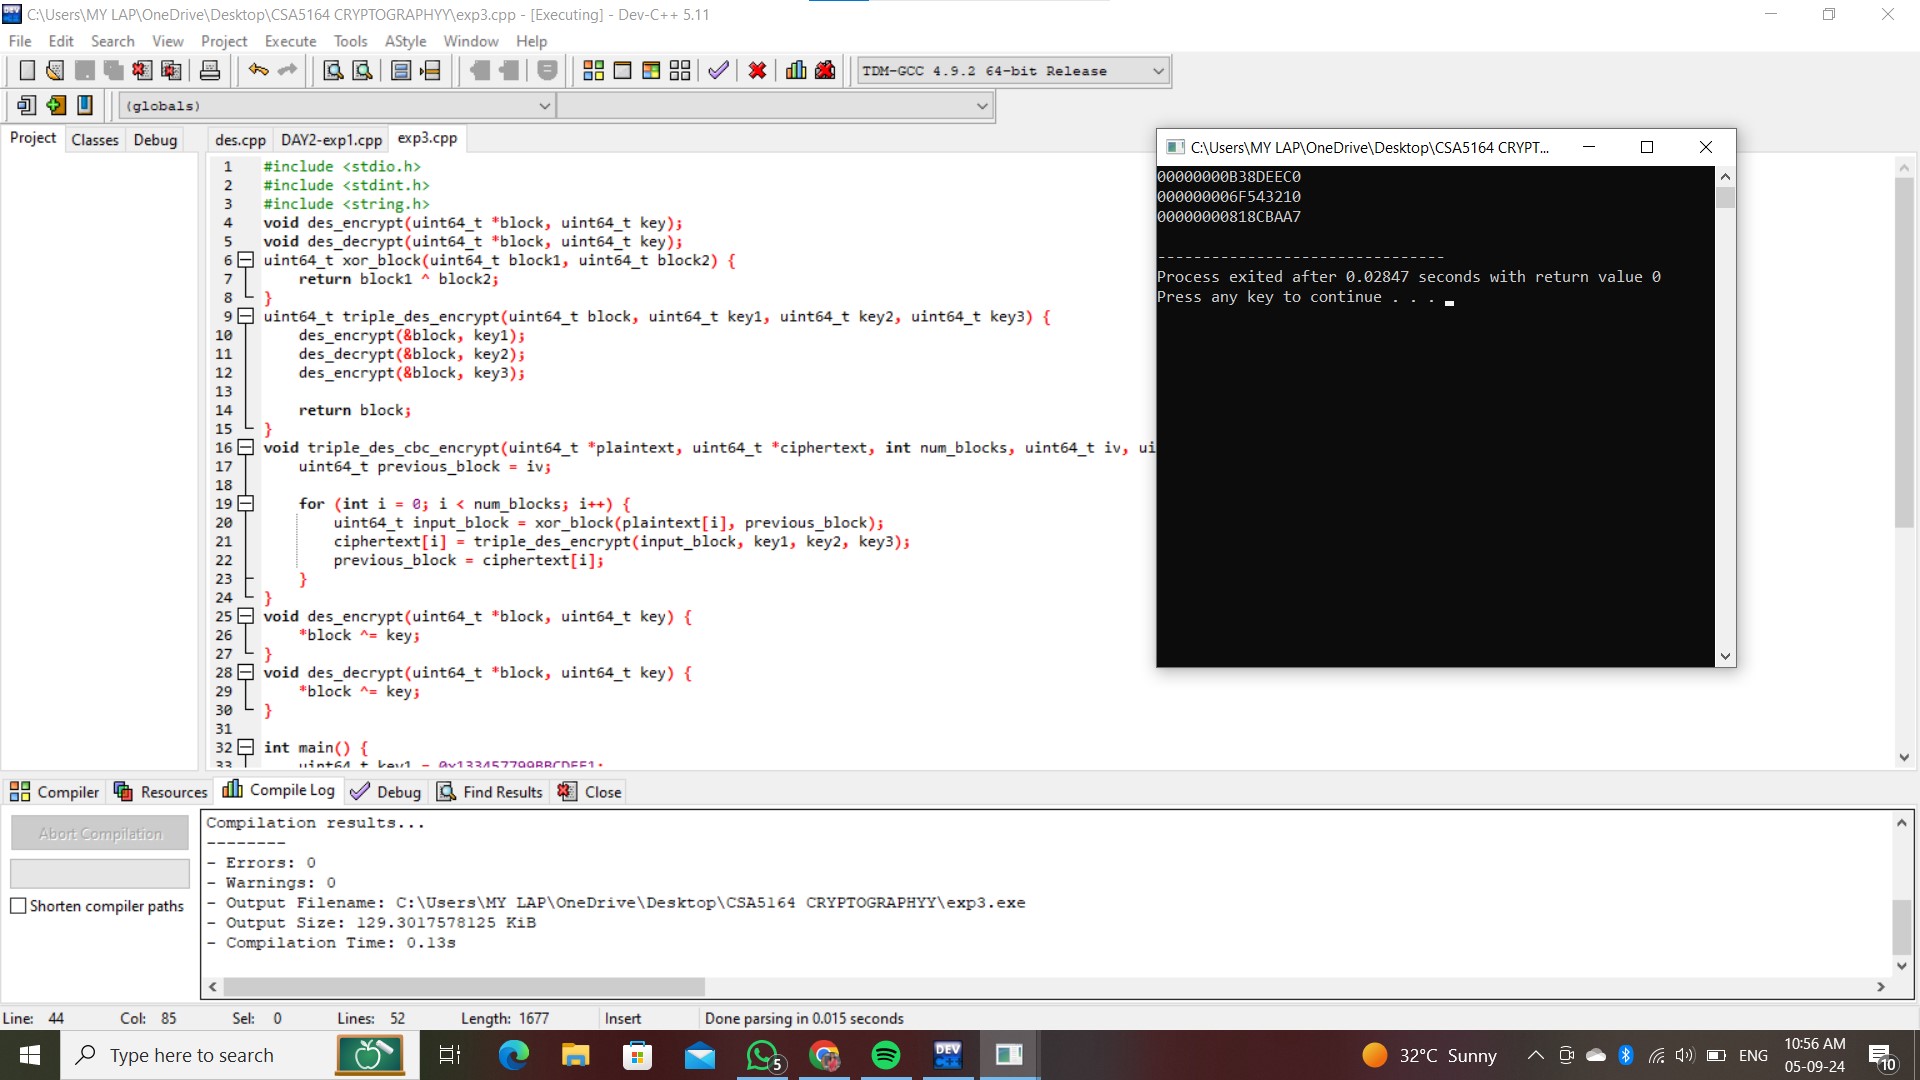 C:\Users\MY LAP\OneDrive\Desktop\CSA5164 CRYPTOGRAPHYY\exp3.cpp - [Executing] - Dev-C++ 5.11
File Edit Search View Project Execute Tools AStyle Window Help
TDM-GCC 4.9.2 64-bit Release
(globals)
Project Classes Debug
des.cpp DAY2-exp1.cpp exp3.cpp
1 #include <stdio.h>
2 #include <stdint.h>
3 #include <string.h>
4 void des_encrypt(uint64_t *block, uint64_t key);
5 void des_decrypt(uint64_t *block, uint64_t key);
6 uint64_t xor_block(uint64_t block1, uint64_t block2) {
7 return block1 ^ block2;
8 }
9 uint64_t triple_des_encrypt(uint64_t block, uint64_t key1, uint64_t key2, uint64_t key3) {
10 des_encrypt(&block, key1);
11 des_decrypt(&block, key2);
12 des_encrypt(&block, key3);
13
14 return block;
15 }
16 void triple_des_cbc_encrypt(uint64_t *plaintext, uint64_t *ciphertext, int num_blocks, uint64_t iv, ui
17 uint64_t previous_block = iv;
18
19 for (int i = 0; i < num_blocks; i++) {
20 uint64_t input_block = xor_block(plaintext[i], previous_block);
21 ciphertext[i] = triple_des_encrypt(input_block, key1, key2, key3);
22 previous_block = ciphertext[i];
23 }
24 }
25 void des_encrypt(uint64_t *block, uint64_t key) {
26 *block ^= key;
27 }
28 void des_decrypt(uint64_t *block, uint64_t key) {
29 *block ^= key;
30 }
31
32 int main() {
33 uint64_t key1 = 0x133457799BBCDFF1;
C:\Users\MY LAP\OneDrive\Desktop\CSA5164 CRYPT...
00000000B38DEEC0
000000006F543210
00000000818CBAA7
--------------------------------
Process exited after 0.02847 seconds with return value 0
Press any key to continue . . .
Compiler Resources Compile Log Debug Find Results Close
Abort Compilation
Shorten compiler paths
Compilation results...
--------
- Errors: 0
- Warnings: 0
- Output Filename: C:\Users\MY LAP\OneDrive\Desktop\CSA5164 CRYPTOGRAPHYY\exp3.exe
- Output Size: 129.3017578125 KiB
- Compilation Time: 0.13s
Line: 44 Col: 85 Sel: 0 Lines: 52 Length: 1677 Insert Done parsing in 0.015 seconds
Type here to search
5
DEV C++
32°C Sunny
ENG
10:56 AM
05-09-24
10